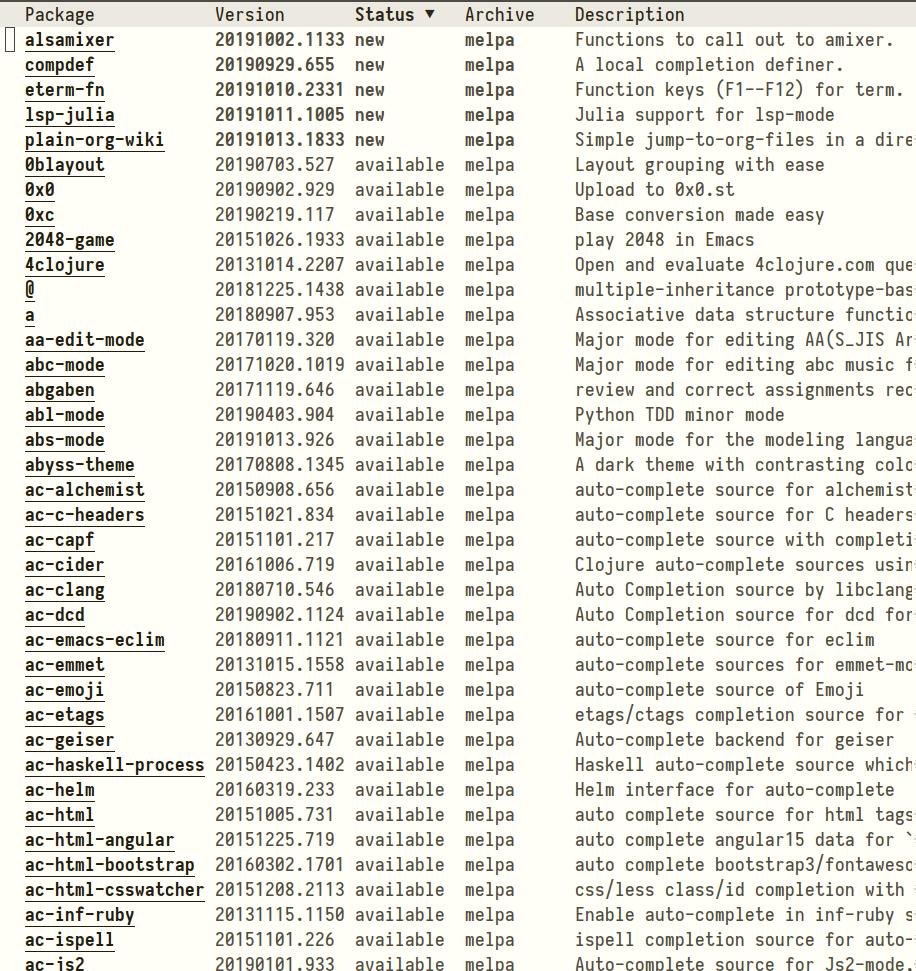 Package Version Status ▼ Archive Description
alsamixer 20191002.1133 new melpa Functions to call out to amixer.
compdef 20190929.655 new melpa A local completion definer.
eterm-fn 20191010.2331 new melpa Function keys (F1--F12) for term.
lsp-julia 20191011.1005 new melpa Julia support for lsp-mode
plain-org-wiki 20191013.1833 new melpa Simple jump-to-org-files in a dire
0blayout 20190703.527 available melpa Layout grouping with ease
0x0 20190902.929 available melpa Upload to 0x0.st
0xc 20190219.117 available melpa Base conversion made easy
2048-game 20151026.1933 available melpa play 2048 in Emacs
4clojure 20131014.2207 available melpa Open and evaluate 4clojure.com que
@ 20181225.1438 available melpa multiple-inheritance prototype-bas
a 20180907.953 available melpa Associative data structure functio
aa-edit-mode 20170119.320 available melpa Major mode for editing AA(S_JIS Ar
abc-mode 20171020.1019 available melpa Major mode for editing abc music f
abgaben 20171119.646 available melpa review and correct assignments rec
abl-mode 20190403.904 available melpa Python TDD minor mode
abs-mode 20191013.926 available melpa Major mode for the modeling langua
abyss-theme 20170808.1345 available melpa A dark theme with contrasting colo
ac-alchemist 20150908.656 available melpa auto-complete source for alchemist
ac-c-headers 20151021.834 available melpa auto-complete source for C headers
ac-capf 20151101.217 available melpa auto-complete source with completi
ac-cider 20161006.719 available melpa Clojure auto-complete sources usin
ac-clang 20180710.546 available melpa Auto Completion source by libclang
ac-dcd 20190902.1124 available melpa Auto Completion source for dcd for
ac-emacs-eclim 20180911.1121 available melpa auto-complete source for eclim
ac-emmet 20131015.1558 available melpa auto-complete sources for emmet-mo
ac-emoji 20150823.711 available melpa auto-complete source of Emoji
ac-etags 20161001.1507 available melpa etags/ctags completion source for
ac-geiser 20130929.647 available melpa Auto-complete backend for geiser
ac-haskell-process 20150423.1402 available melpa Haskell auto-complete source which
ac-helm 20160319.233 available melpa Helm interface for auto-complete
ac-html 20151005.731 available melpa auto complete source for html tags
ac-html-angular 20151225.719 available melpa auto complete angular15 data for `
ac-html-bootstrap 20160302.1701 available melpa auto complete bootstrap3/fontaweso
ac-html-csswatcher 20151208.2113 available melpa css/less class/id completion with
ac-inf-ruby 20131115.1150 available melpa Enable auto-complete in inf-ruby s
ac-ispell 20151101.226 available melpa ispell completion source for auto-
ac-js2 20190101.933 available melpa Auto-complete source for Js2-mode.